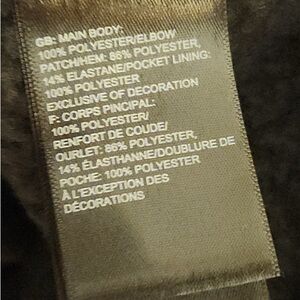 GB: MAIN BODY:
100% POLYESTER/ELBOW
PATCH/HEM: 86% POLYESTER,
14% ELASTANE/POCKET LINING:
100% POLYESTER
EXCLUSIVE OF DECORATION
F: CORPS PINCIPAL:
100% POLYESTER/
RENFORT DE COUDE/
OURLET: 86% POLYESTER,
14% ÉLASTHANNE/DOUBLURE DE
POCHE: 100% POLYESTER
À L'EXCEPTION DES
DÉCORATIONS